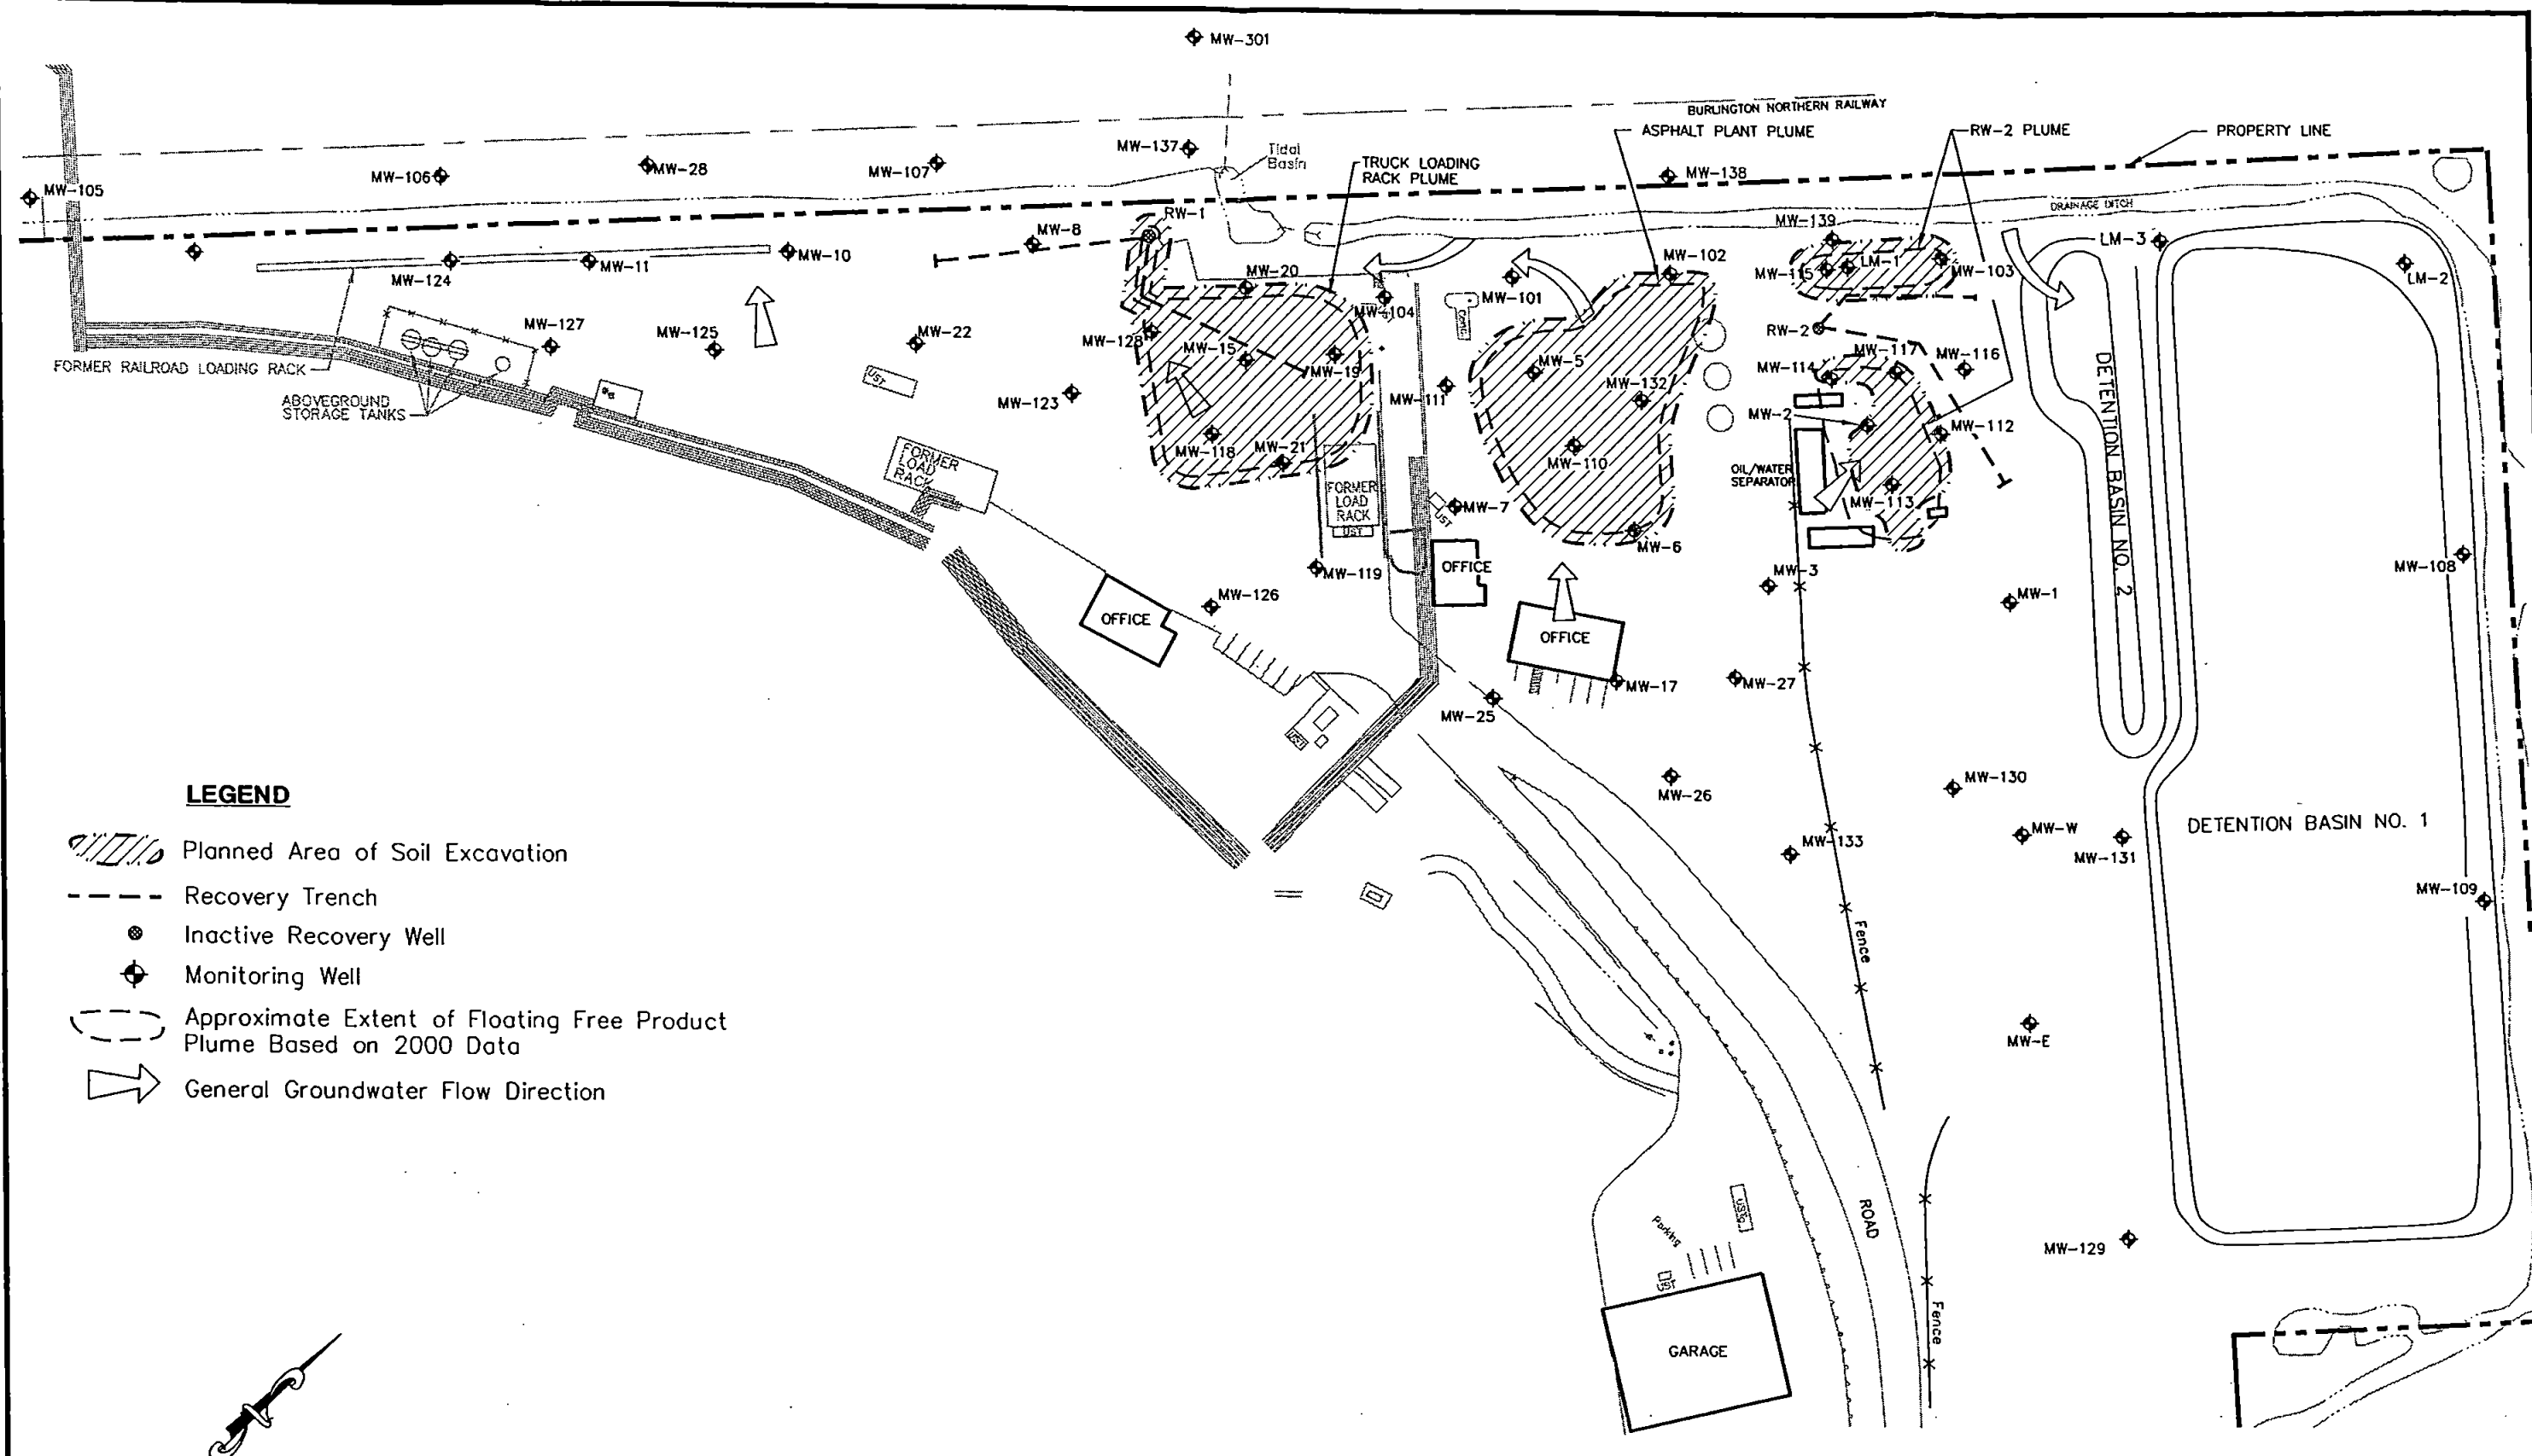 MW-301
BURLINGTON NORTHERN RAILWAY
ASPHALT PLANT PLUME
RW-2 PLUME
PROPERTY LINE
MW-137
Tidal
Basin
TRUCK LOADING
RACK PLUME
MW-105
MW-106
MW-28
MW-107
MW-138
RW-1
DRAINAGE DITCH
MW-139
MW-8
LM-3
MW-124
MW-11
MW-10
MW-20
MW-102
MW-115
LM-1
MW-103
LM-2
MW-101
MW-104
CONC
MW-127
MW-125
MW-22
MW-128
MW-15
MW-19
RW-2
MW-117
MW-116
FORMER RAILROAD LOADING RACK
MW-5
MW-114
UST
MW-132
ABOVEGROUND
STORAGE TANKS
MW-123
MW-111
MW-2
MW-112
DETENTION BASIN NO. 2
FORMER
LOAD
RACK
MW-118
MW-21
MW-110
OIL/WATER
SEPARATOR
FORMER
LOAD
RACK
UST
MW-7
UST
MW-113
MW-6
OFFICE
MW-119
MW-3
MW-108
MW-126
MW-1
OFFICE
OFFICE
MW-17
MW-27
MW-25
UST
MW-26
MW-130
LEGEND
Planned Area of Soil Excavation
Recovery Trench
Inactive Recovery Well
Monitoring Well
Approximate Extent of Floating Free Product
Plume Based on 2000 Data
General Groundwater Flow Direction
MW-133
MW-W
MW-131
DETENTION BASIN NO. 1
MW-109
Fence
MW-E
ROAD
Parking
USTs
UST
MW-129
Fence
GARAGE